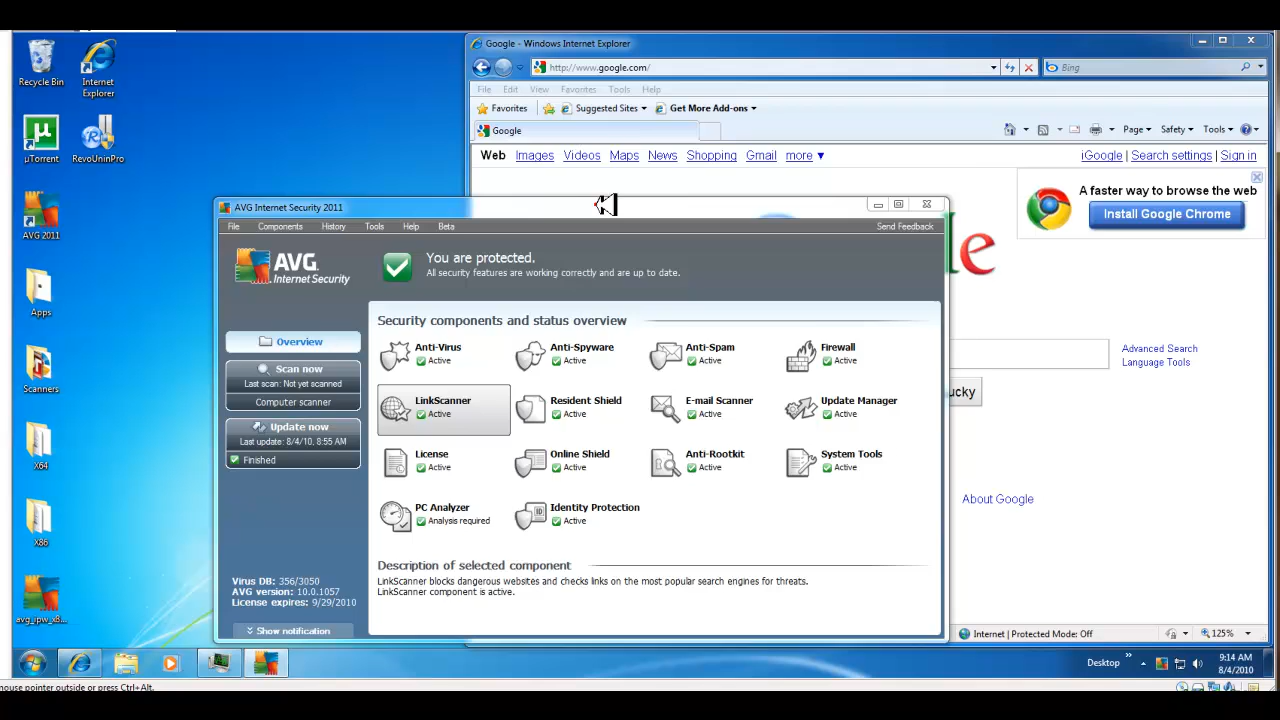 Recycle Bin
Internet
Explorer
µTorrent
RevoUninPro
AVG 2011
Apps
Scanners
X64
X86
avg_ipw_x8...
Google - Windows Internet Explorer
http://www.google.com/
Bing
File Edit View Favorites Tools Help
Favorites Suggested Sites Get More Add-ons
Google
Page Safety Tools
Web Images Videos Maps News Shopping Gmail more
iGoogle | Search settings | Sign in
A faster way to browse the web
Install Google Chrome
le
Advanced Search
Language Tools
ucky
About Google
AVG Internet Security 2011
File Components History Tools Help Beta
Send Feedback
AVG.
Internet Security
You are protected.
All security features are working correctly and are up to date.
Overview
Scan now
Last scan: Not yet scanned
Computer scanner
Update now
Last update: 8/4/10, 8:55 AM
Finished
Virus DB: 356/3050
AVG version: 10.0.1057
License expires: 9/29/2010
Show notification
Security components and status overview
Anti-Virus
Active
Anti-Spyware
Active
Anti-Spam
Active
Firewall
Active
LinkScanner
Active
Resident Shield
Active
E-mail Scanner
Active
Update Manager
Active
License
Active
Online Shield
Active
Anti-Rootkit
Active
System Tools
Active
PC Analyzer
Analysis required
Identity Protection
Active
Description of selected component
LinkScanner blocks dangerous websites and checks links on the most popular search engines for threats.
LinkScanner component is active.
Internet | Protected Mode: Off
125%
Desktop
9:14 AM
8/4/2010
mouse pointer outside or press Ctrl+Alt.